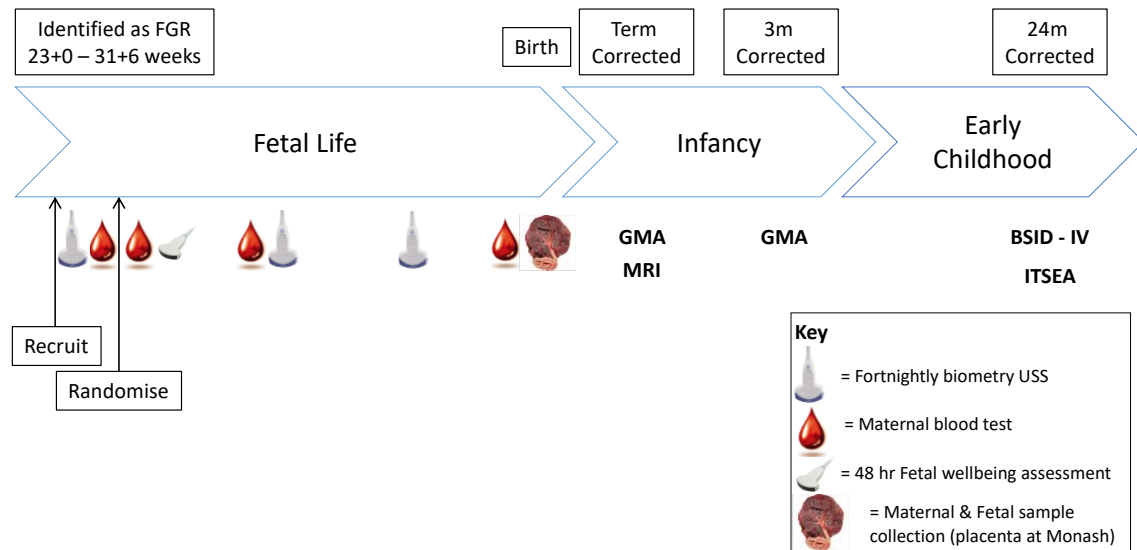 Identified as FGR
23+0 – 31+6 weeks
Birth
Term
Corrected
3m
Corrected
24m
Corrected
Fetal Life
Infancy
Early
Childhood
GMA
MRI
GMA
BSID - IV
ITSEA
Recruit
Randomise
Key
= Fortnightly biometry USS
= Maternal blood test
= 48 hr Fetal wellbeing assessment
= Maternal & Fetal sample
collection (placenta at Monash)